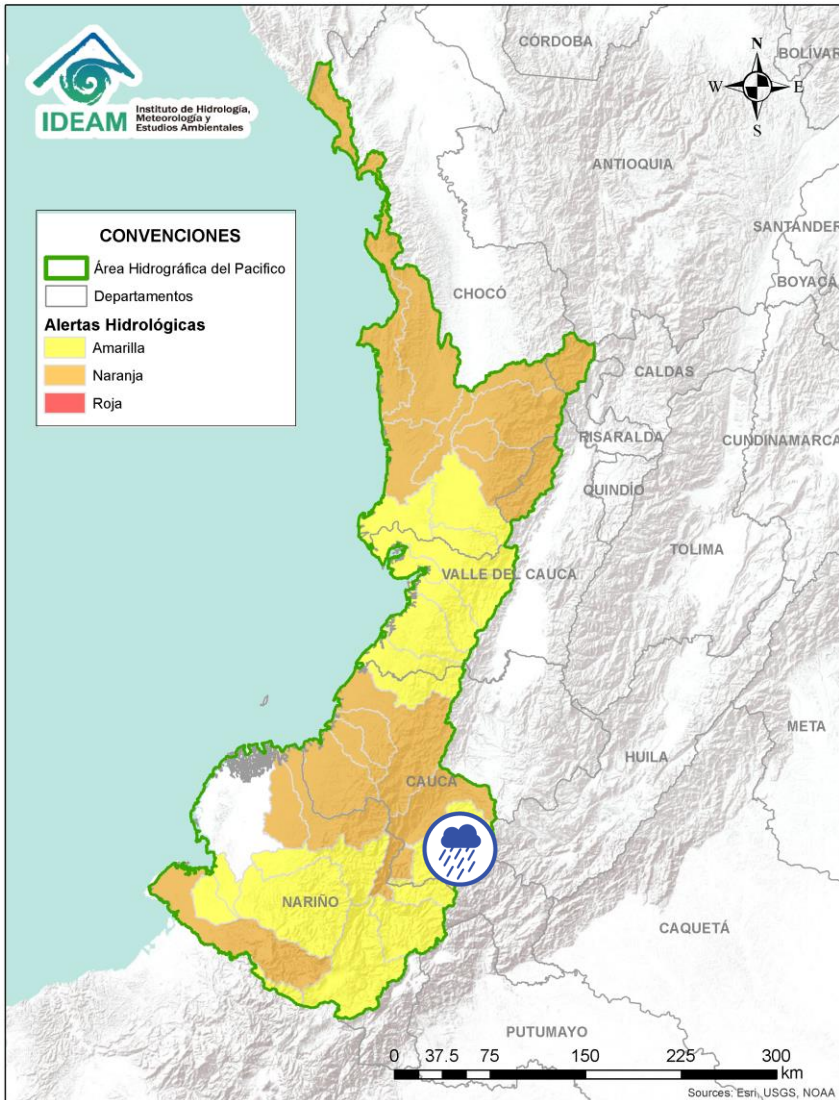 IDEAM
Instituto de Hidrología,
Meteorología y
Estudios Ambientales
CÓRDOBA
BOLÍVAR
N
W
E
S
ANTIOQUIA
SANTANDER
BOYACÁ
CONVENCIONES
Área Hidrográfica del Pacifico
Departamentos
Alertas Hidrológicas
Amarilla
Naranja
Roja
CHOCÓ
CALDAS
RISARALDA
CUNDINAMARCA
QUINDÍO
TOLIMA
VALLE DEL CAUCA
META
HUILA
CAUCA
NARIÑO
CAQUETÁ
PUTUMAYO
0 37.5 75 150 225 300
km
Sources: Esri, USGS, NOAA